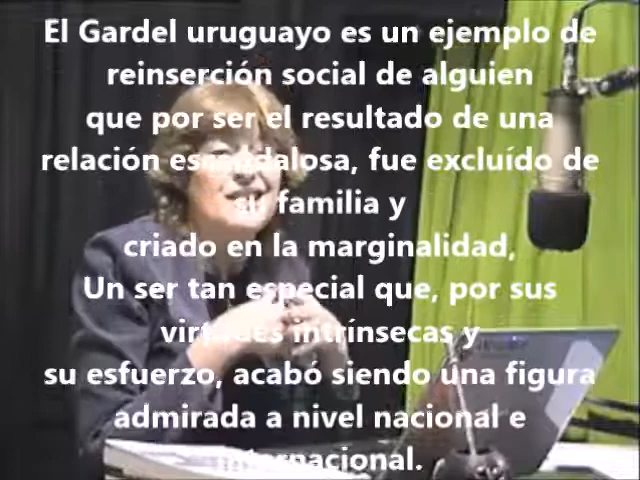 El Gardel uruguayo es un ejemplo de
reinserción social de alguien
que por ser el resultado de una
relación escandalosa, fue excluído de
su familia y
criado en la marginalidad,
Un ser tan especial que, por sus
virtudes intrínsecas y
su esfuerzo, acabó siendo una figura
admirada a nivel nacional e
internacional.